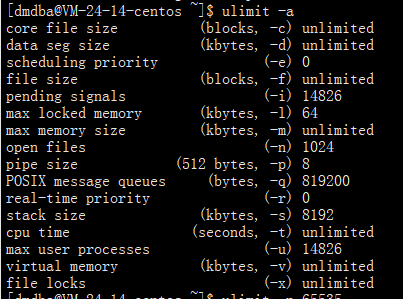 [dmdba@VM-24-14-centos ~]$ ulimit -a
core file size (blocks, -c) unlimited
data seg size (kbytes, -d) unlimited
scheduling priority (-e) 0
file size (blocks, -f) unlimited
pending signals (-i) 14826
max locked memory (kbytes, -l) 64
max memory size (kbytes, -m) unlimited
open files (-n) 1024
pipe size (512 bytes, -p) 8
POSIX message queues (bytes, -q) 819200
real-time priority (-r) 0
stack size (kbytes, -s) 8192
cpu time (seconds, -t) unlimited
max user processes (-u) 14826
virtual memory (kbytes, -v) unlimited
file locks (-x) unlimited
[dmdba@VM-24-14-centos ~]$ ulimit -n 65535